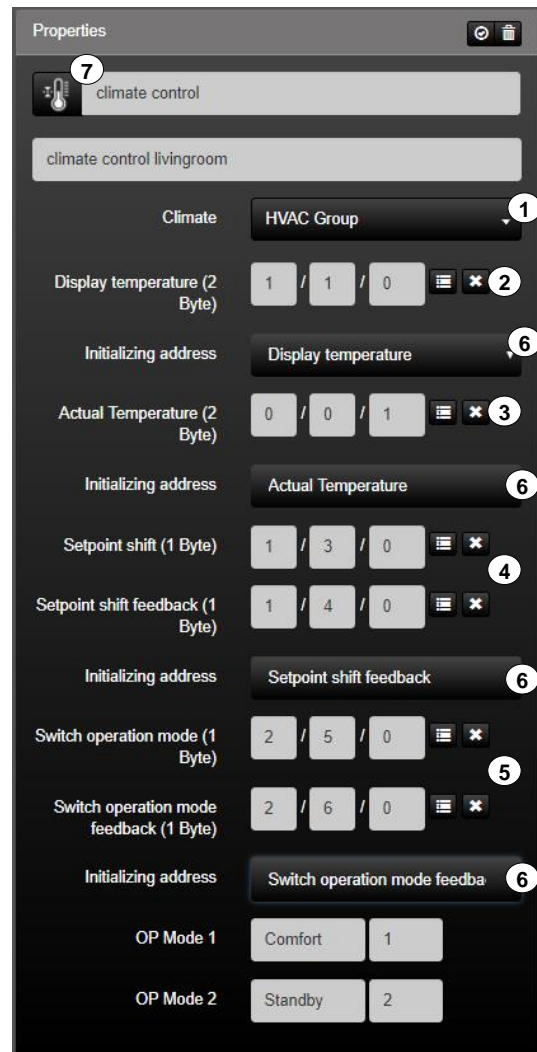 Properties
7
climate control
climate control livingroom
Climate HVAC Group 1
Display temperature (2
Byte) 1 / 1 / 0 2
Initializing address Display temperature 6
Actual Temperature (2
Byte) 0 / 0 / 1 3
Initializing address Actual Temperature 6
Setpoint shift (1 Byte) 1 / 3 / 0
4
Setpoint shift feedback (1
Byte) 1 / 4 / 0
Initializing address Setpoint shift feedback 6
Switch operation mode (1
Byte) 2 / 5 / 0
5
Switch operation mode
feedback (1 Byte) 2 / 6 / 0
Initializing address Switch operation mode feedba 6
OP Mode 1 Comfort 1
OP Mode 2 Standby 2